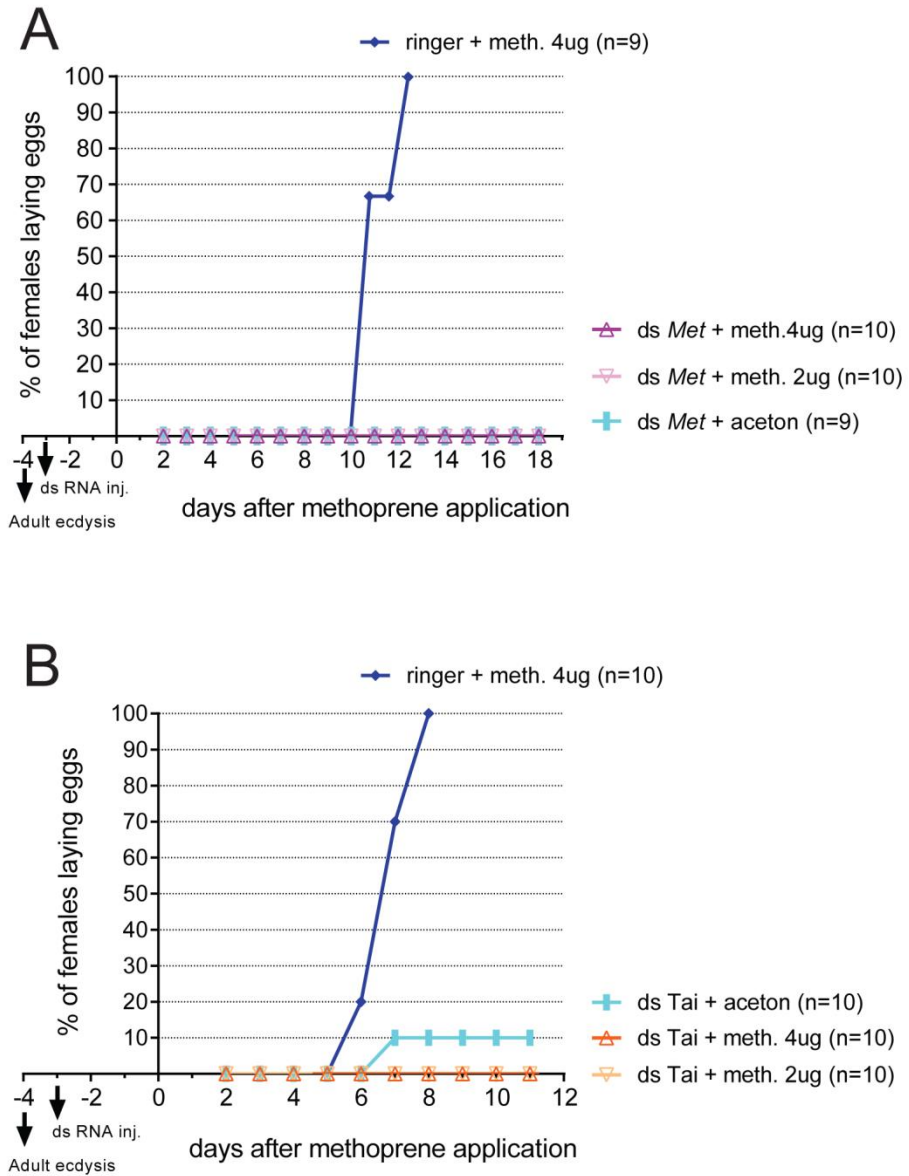 A
ringer + meth. 4ug (n=9)
100
90
80
70
60
50
40
30
20
10
% of females laying eggs
ds Met + meth.4ug (n=10)
ds Met + meth. 2ug (n=10)
ds Met + aceton (n=9)
-4 -2 0 2 4 6 8 10 12 14 16 18
ds RNA inj.
Adult ecdysis
days after methoprene application
B
ringer + meth. 4ug (n=10)
100
90
80
70
60
50
40
30
20
10
% of females laying eggs
ds Tai + aceton (n=10)
ds Tai + meth. 4ug (n=10)
ds Tai + meth. 2ug (n=10)
-4 -2 0 2 4 6 8 10 12
ds RNA inj.
Adult ecdysis
days after methoprene application